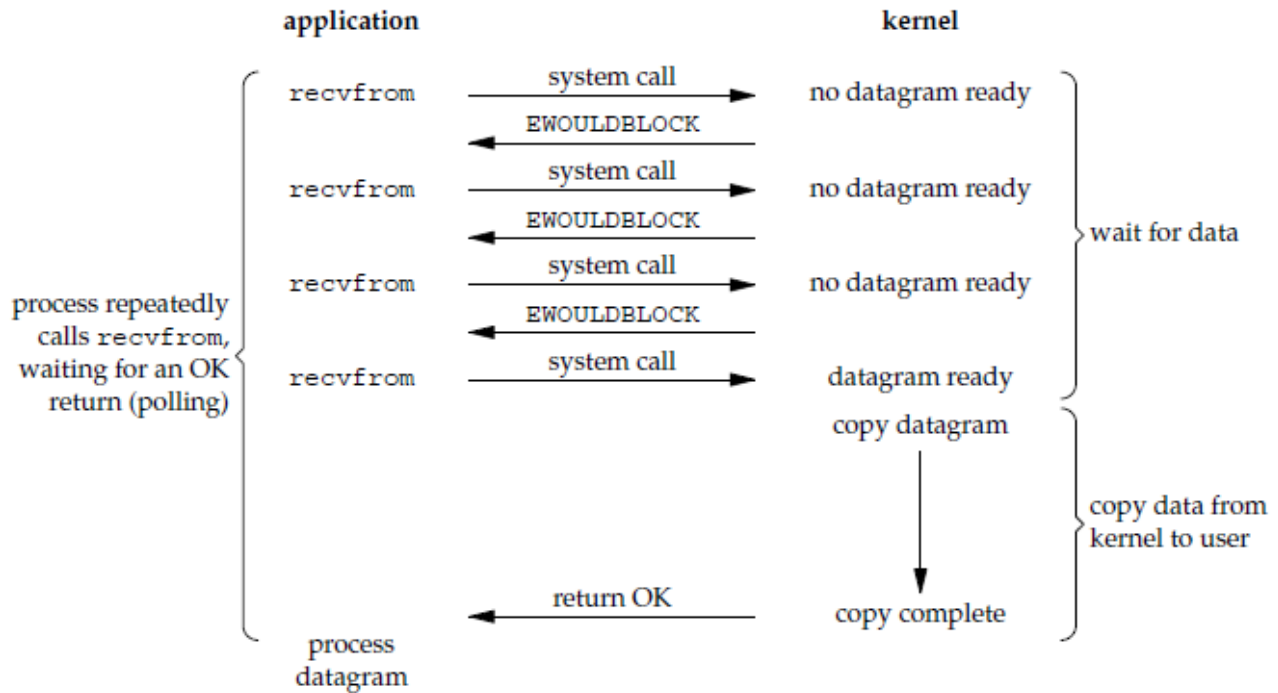 application
kernel
recvfrom
system call
no datagram ready
EWOULDBLOCK
recvfrom
system call
no datagram ready
EWOULDBLOCK
wait for data
recvfrom
system call
no datagram ready
process repeatedly
calls recvfrom,
waiting for an OK
return (polling)
EWOULDBLOCK
recvfrom
system call
datagram ready
copy datagram
copy data from
kernel to user
return OK
copy complete
process
datagram